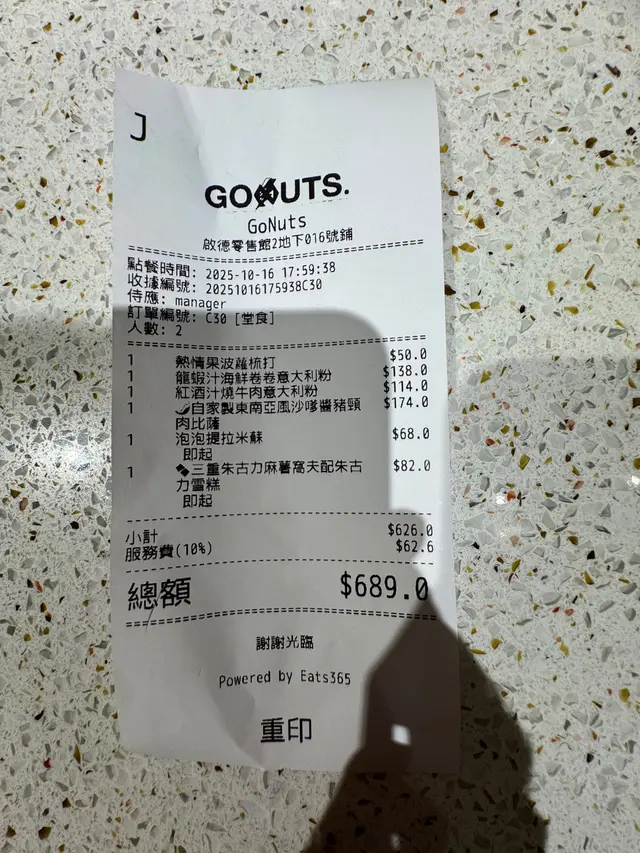 J
GONUTS.
GoNuts
啟德零售館2地下016號鋪
點餐時間: 2025-10-16 17:59:38
收據編號: 20251016175938C30
侍應: manager
訂單編號: C30 [堂食]
人數: 2
1 熱情果波蘿梳打 $50.0
1 龍蝦汁海鮮卷卷意大利粉 $138.0
1 紅酒汁燒牛肉意大利粉 $114.0
1 🌶自家製東南亞風沙嗲醬豬頸 $174.0
肉比薩
1 泡泡提拉米蘇 $68.0
即起
1 三重朱古力麻薯窩夫配朱古 $82.0
力雪糕
即起
小計 $626.0
服務費(10%) $62.6
總額 $689.0
謝謝光臨
Powered by Eats365
重印